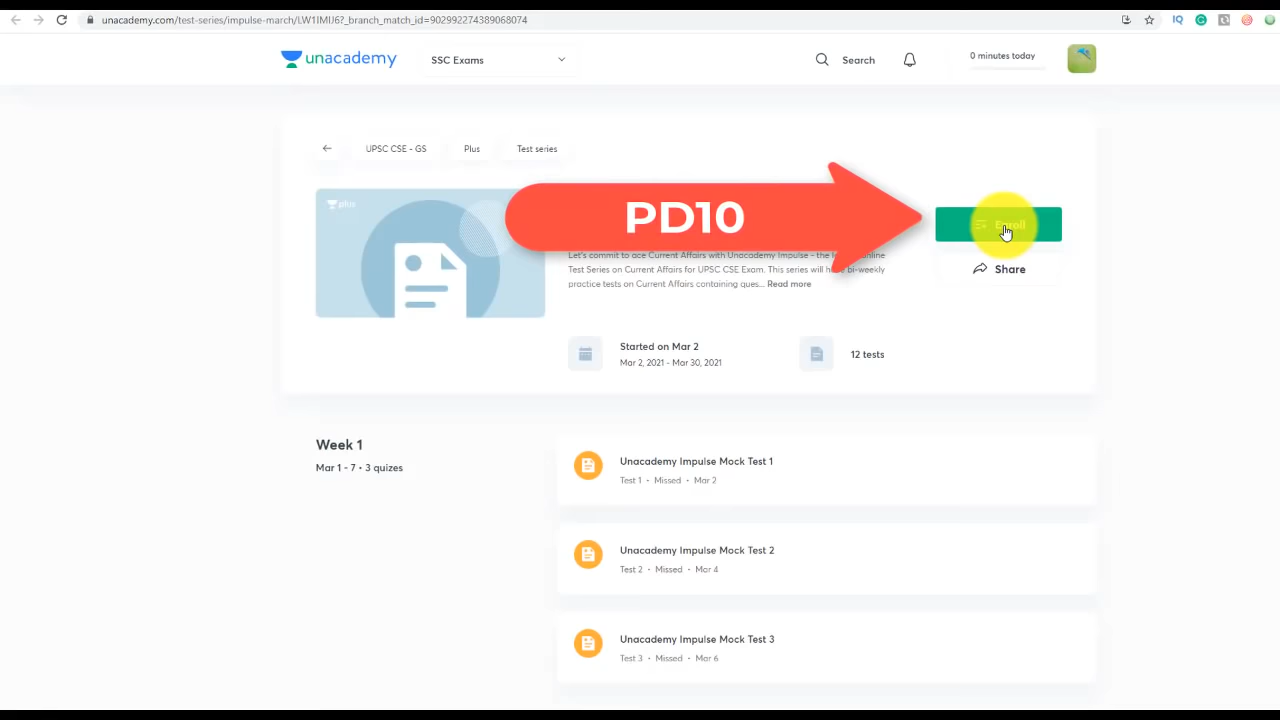 unacademy.com/test-series/impulse-march/LW1IMIJ6?_branch_match_id=902992274389068074
unacademy
SSC Exams
Search
0 minutes today
UPSC CSE - GS
Plus
Test series
plus
PD10
Enroll
Let's commit to ace Current Affairs with Unacademy Impulse - the online
Test Series on Current Affairs for UPSC CSE Exam. This series will bi-weekly
practice tests on Current Affairs containing ques... Read more
Share
Started on Mar 2
Mar 2, 2021 - Mar 30, 2021
12 tests
Week 1
Mar 1 - 7 • 3 quizes
Unacademy Impulse Mock Test 1
Test 1 • Missed • Mar 2
Unacademy Impulse Mock Test 2
Test 2 • Missed • Mar 4
Unacademy Impulse Mock Test 3
Test 3 • Missed • Mar 6